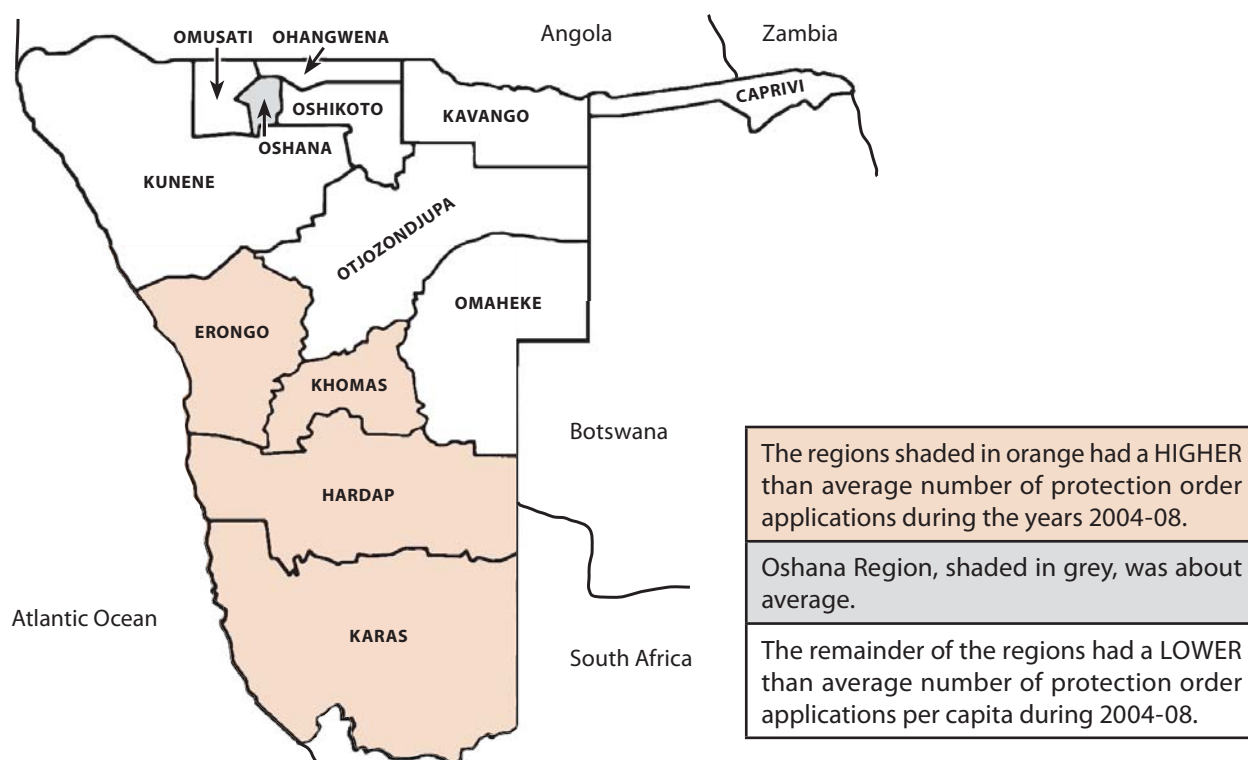 OMUSATI
OHANGWENA
Angola
Zambia
CAPRIVI
OSHIKOTO
KAVANGO
OSHANA
KUNENE
OTJOZONDJUPA
OMAHEKE
ERONGO
KHOMAS
Botswana
HARDAP
Atlantic Ocean
KARAS
South Africa
The regions shaded in orange had a HIGHER
than average number of protection order
applications during the years 2004-08.
Oshana Region, shaded in grey, was about
average.
The remainder of the regions had a LOWER
than average number of protection order
applications per capita during 2004-08.